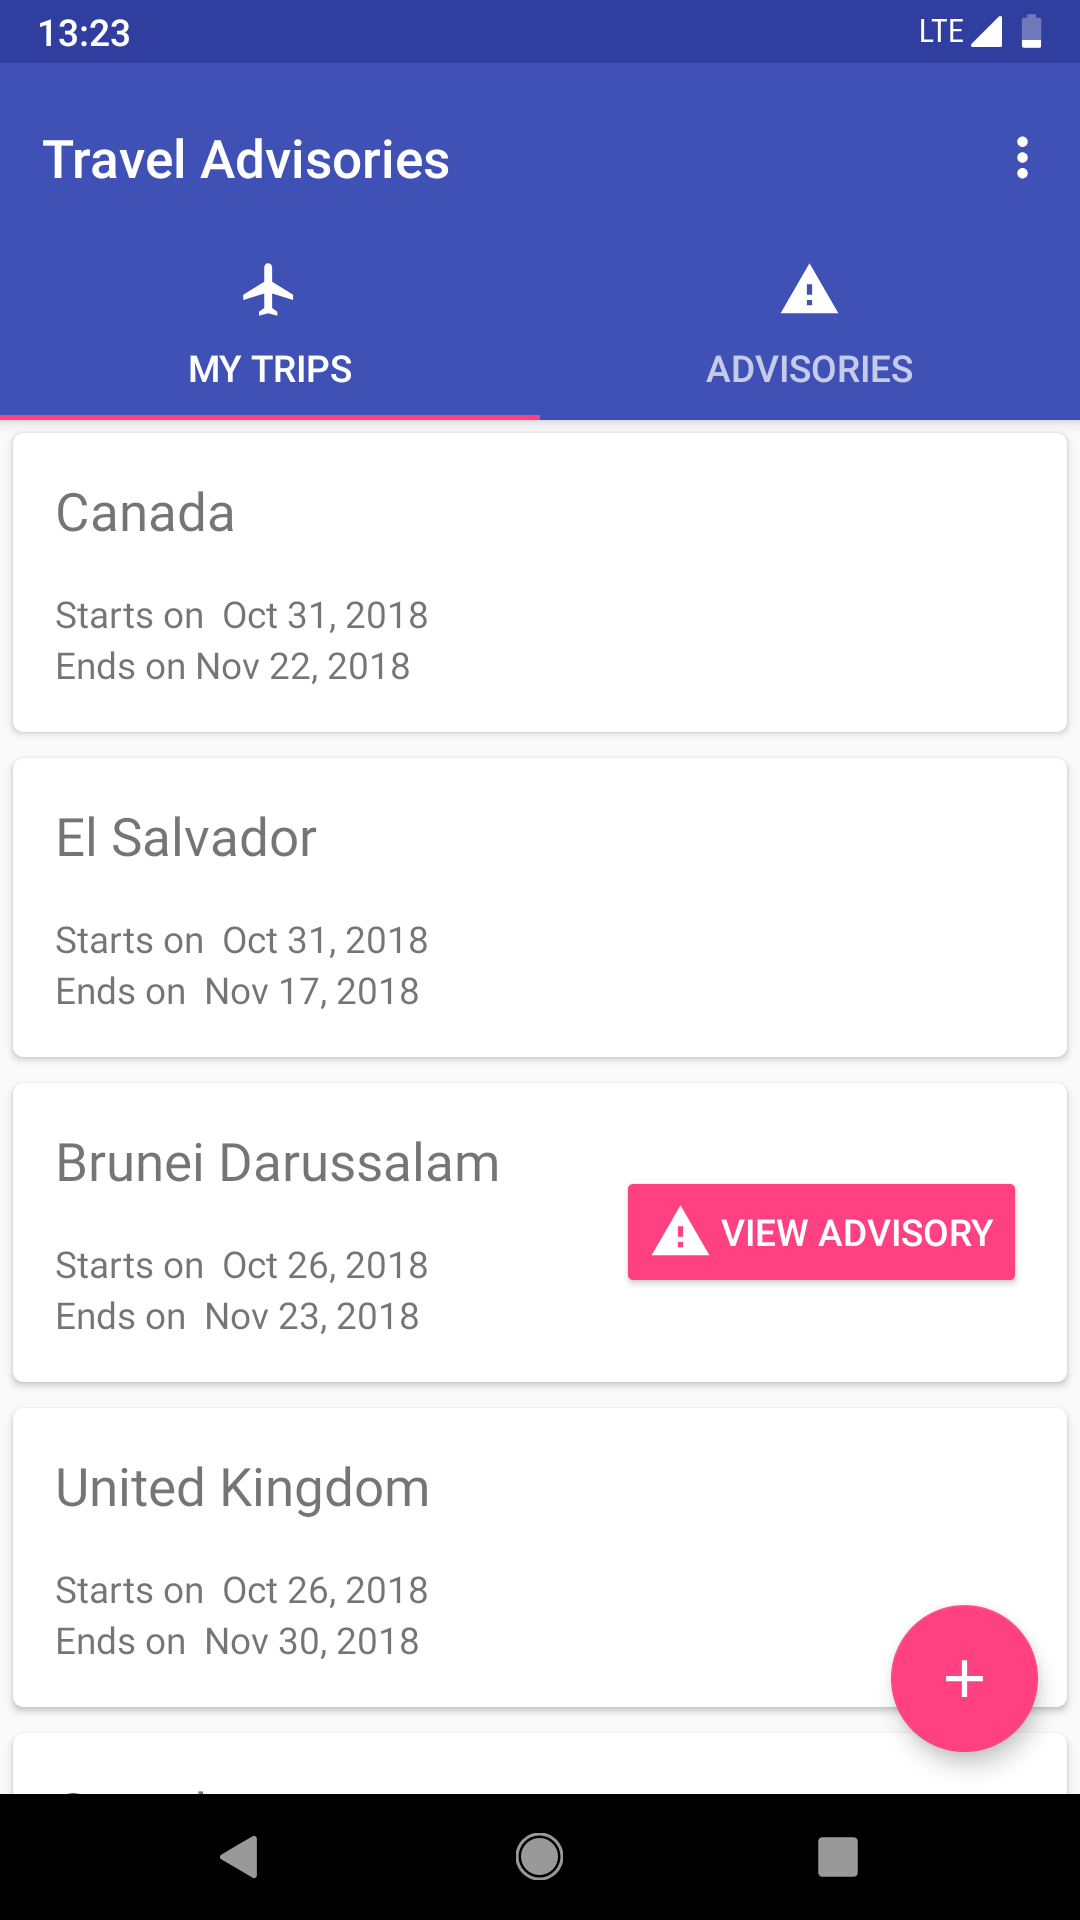 13:23 LTE
Travel Advisories
MY TRIPS ADVISORIES
Canada
Starts on Oct 31, 2018
Ends on Nov 22, 2018
El Salvador
Starts on Oct 31, 2018
Ends on Nov 17, 2018
Brunei Darussalam
VIEW ADVISORY
Starts on Oct 26, 2018
Ends on Nov 23, 2018
United Kingdom
Starts on Oct 26, 2018
Ends on Nov 30, 2018